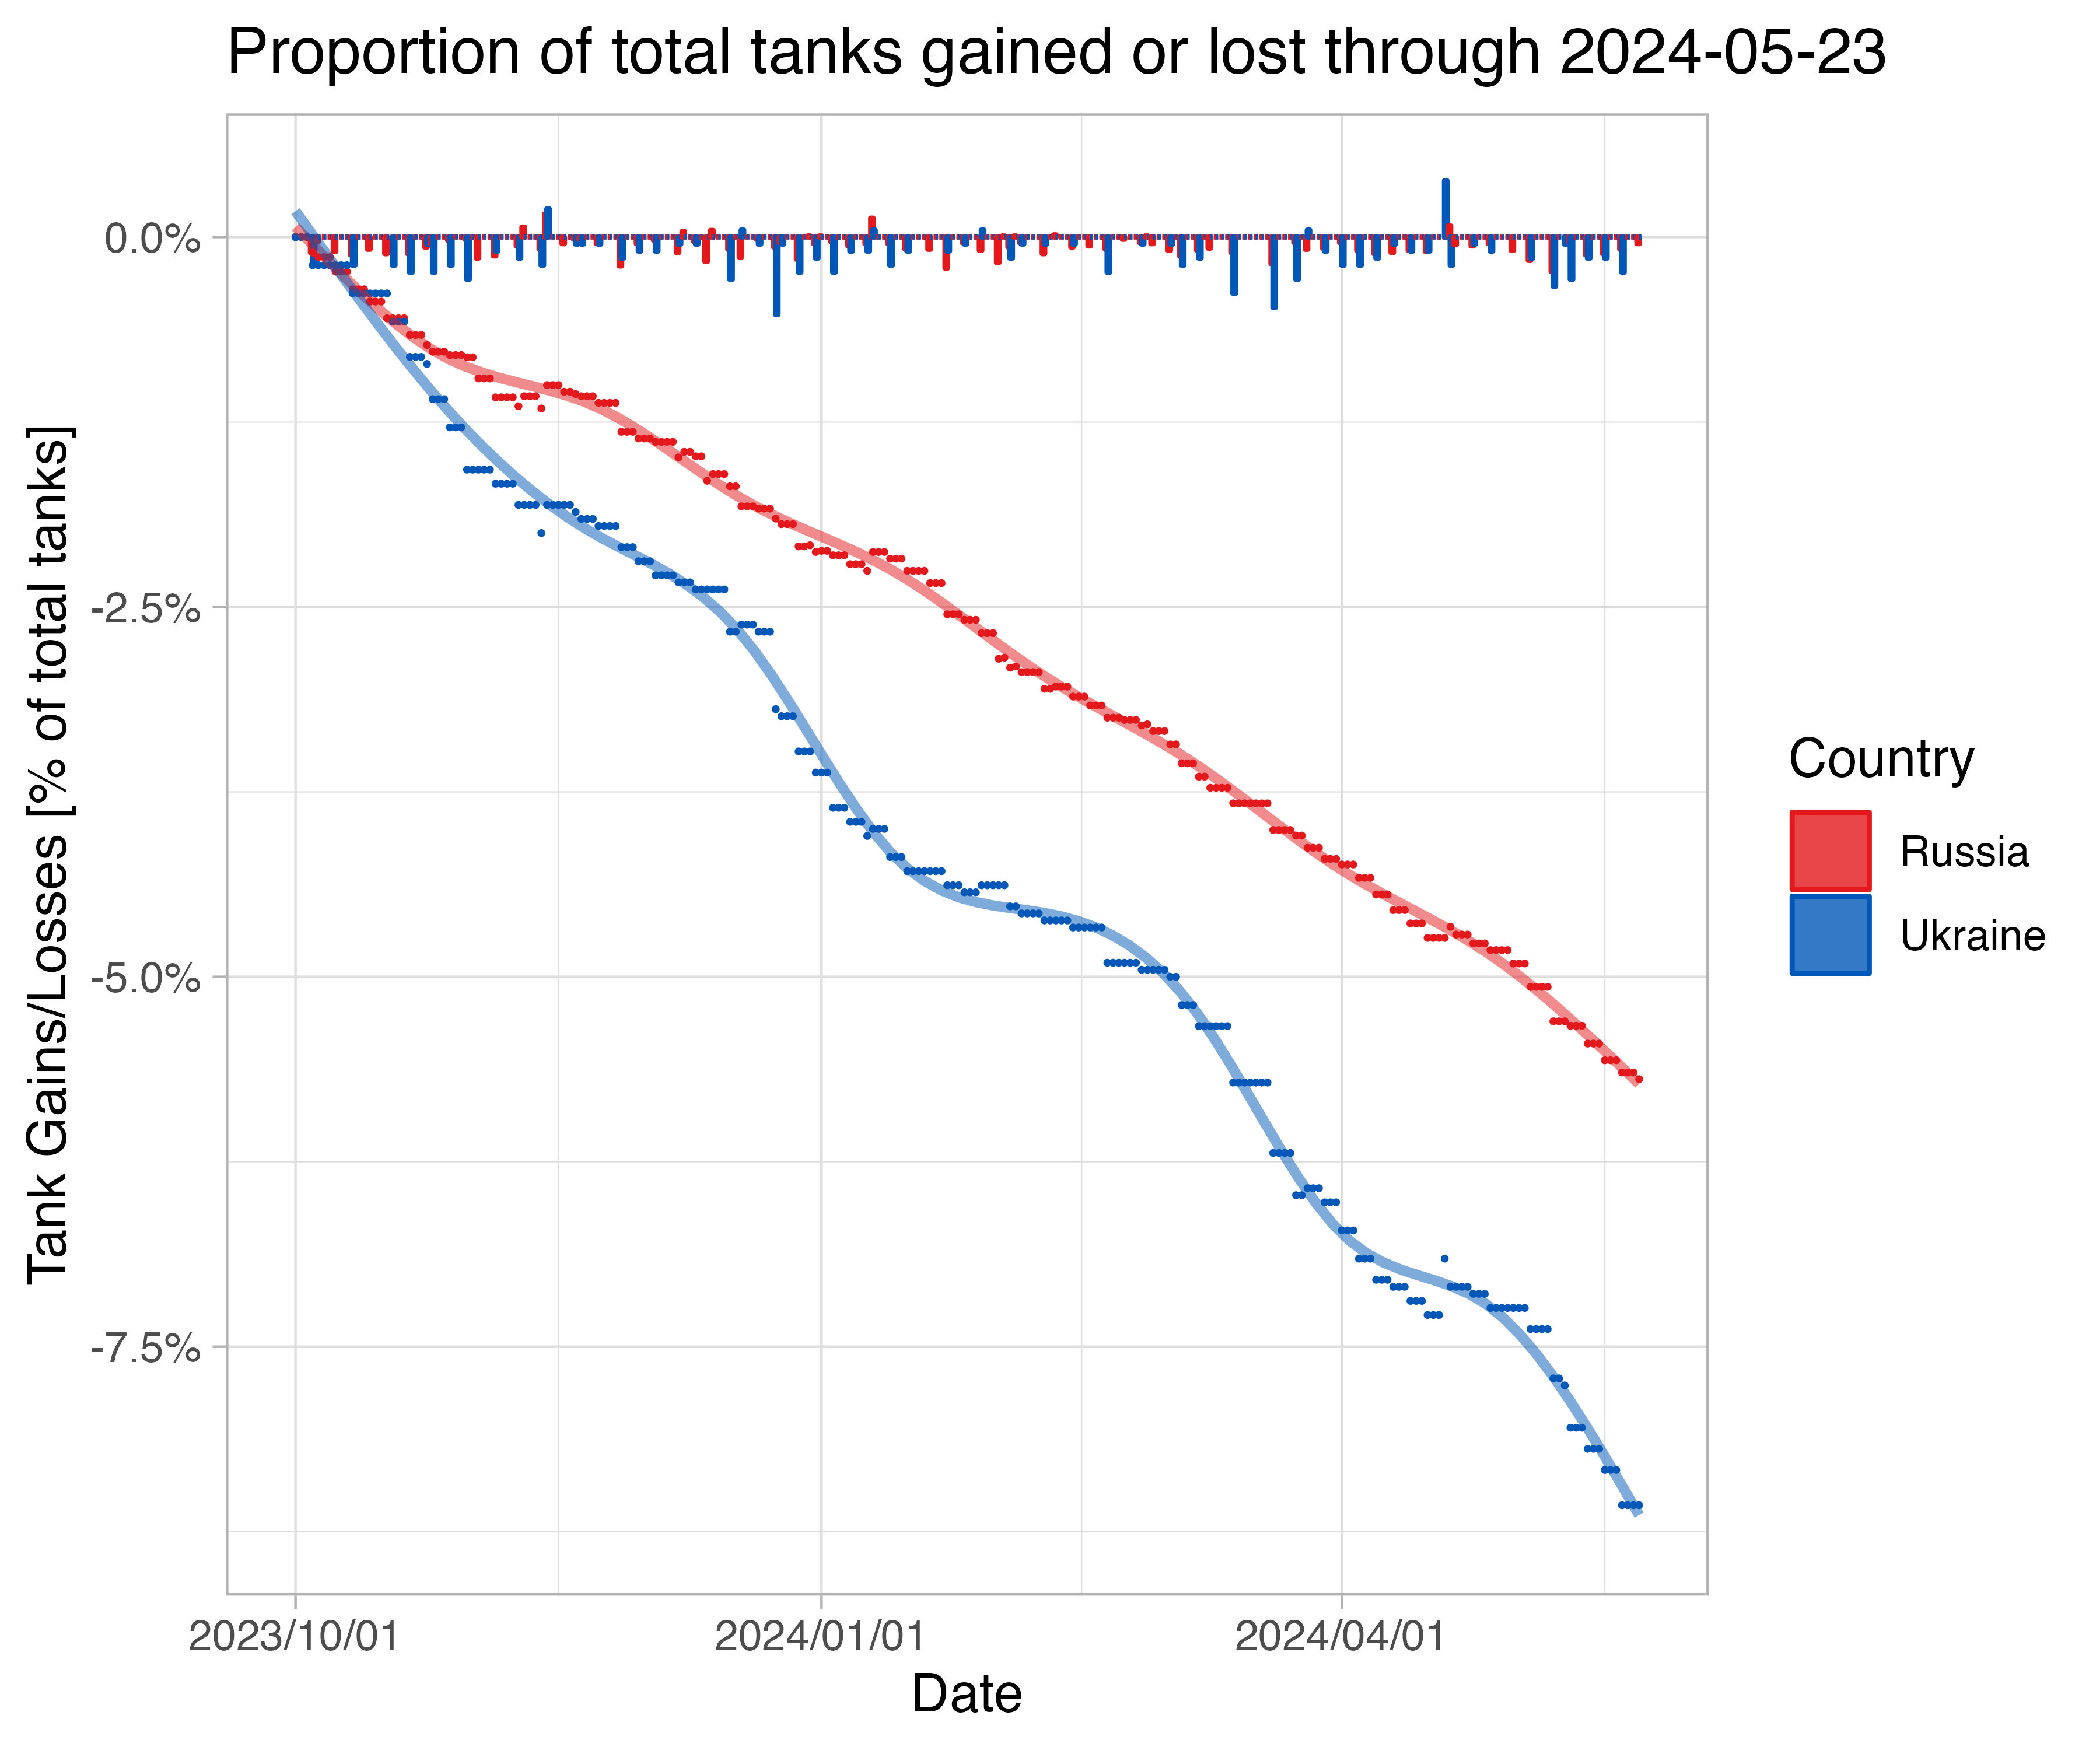 Proportion of total tanks gained or lost through 2024-05-23
Tank Gains/Losses [% of total tanks]
0.0%
-2.5%
-5.0%
-7.5%
2023/10/01
2024/01/01
2024/04/01
Date
Country
Russia
Ukraine